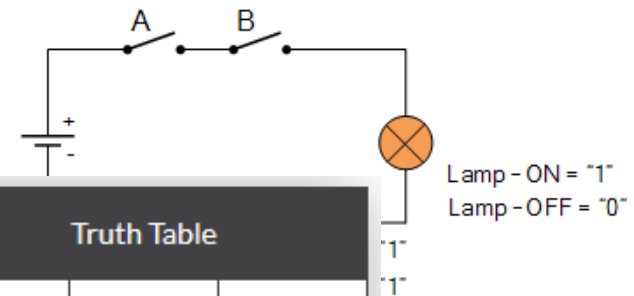 A B
+
-
Lamp - ON = "1"
Lamp - OFF = "0"
Truth Table
"1"
"1"